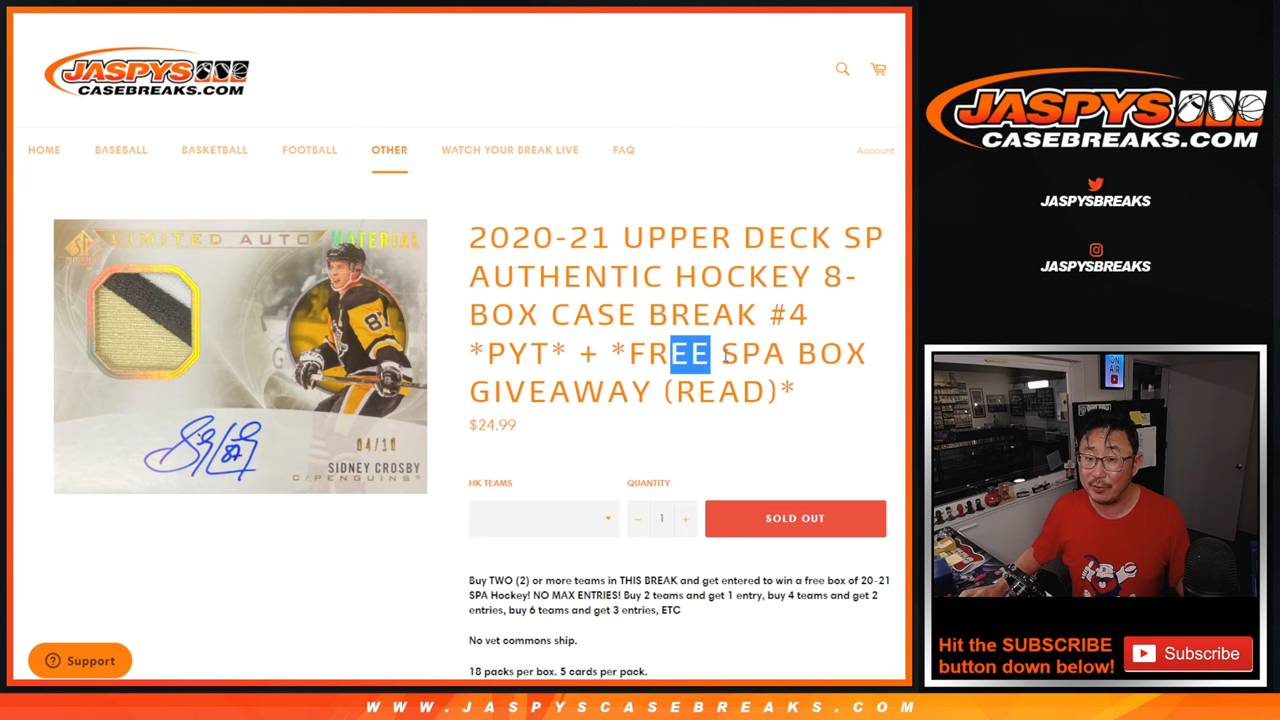 JASPYS
CASEBREAKS.COM
HOME BASEBALL BASKETBALL FOOTBALL OTHER WATCH YOUR BREAK LIVE FAQ Account
LIMITED AUTO MATERIAL
87
04/10
SIDNEY CROSBY
C/PENGUINS
2020-21 UPPER DECK SP
AUTHENTIC HOCKEY 8-
BOX CASE BREAK #4
*PYT* + *FREE SPA BOX
GIVEAWAY (READ)*
$24.99
HK TEAMS QUANTITY
− 1 + SOLD OUT
Buy TWO (2) or more teams in THIS BREAK and get entered to win a free box of 20-21
SPA Hockey! NO MAX ENTRIES! Buy 2 teams and get 1 entry, buy 4 teams and get 2
entries, buy 6 teams and get 3 entries, ETC
No vet commons ship.
18 packs per box. 5 cards per pack.
Support
JASPYS
CASEBREAKS.COM
JASPYSBREAKS
JASPYSBREAKS
ON
AIR
Hit the SUBSCRIBE
button down below!
Subscribe
WWW.JASPYSCASEBREAKS.COM